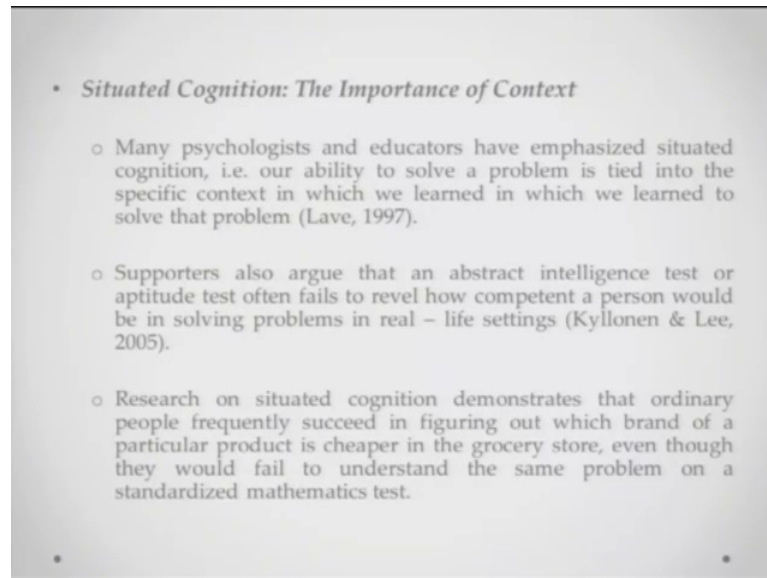 • Situated Cognition: The Importance of Context
o Many psychologists and educators have emphasized situated
cognition, i.e. our ability to solve a problem is tied into the
specific context in which we learned in which we learned to
solve that problem (Lave, 1997).
o Supporters also argue that an abstract intelligence test or
aptitude test often fails to revel how competent a person would
be in solving problems in real – life settings (Kyllonen & Lee,
2005).
o Research on situated cognition demonstrates that ordinary
people frequently succeed in figuring out which brand of a
particular product is cheaper in the grocery store, even though
they would fail to understand the same problem on a
standardized mathematics test.